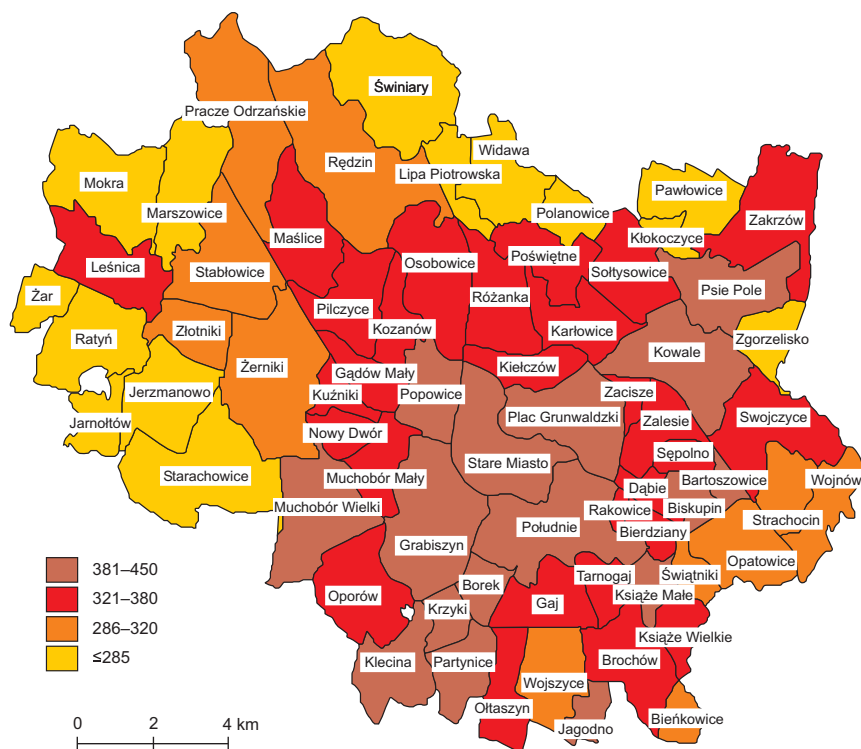 Świniary
Pracze Odrzańskie
Widawa
Rędzin
Lipa Piotrowska
Mokra
Pawłowice
Marszowice
Polanowice
Zakrzów
Kłokoczyce
Maślice
Osobowice
Poświętne
Leśnica
Stabłowice
Sołtysowice
Psie Pole
Żar
Pilczyce
Różanka
Złotniki
Kozanów
Karłowice
Ratyń
Zgorzelisko
Kowale
Żerniki
Kiełczów
Gądów Mały
Jerzmanowo
Kuźniki
Popowice
Zacisze
Plac Grunwaldzki
Swojczyce
Jarnołtów
Zalesie
Nowy Dwór
Sępolno
Stare Miasto
Starachowice
Muchobór Mały
Bartoszowice
Wojnów
Dąbie
Muchobór Wielki
Rakowice
Biskupin
Południe
Strachocin
Bierdziany
Grabiszyn
Opatowice
381–450
Świątniki
Tarnogaj
Borek
321–380
Oporów
Książe Małe
Krzyki
Gaj
286–320
Książe Wielkie
≤285
Klecina
Partynice
Brochów
Wojszyce
Ołtaszyn
Bieńkowice
Jagodno
0 2 4 km